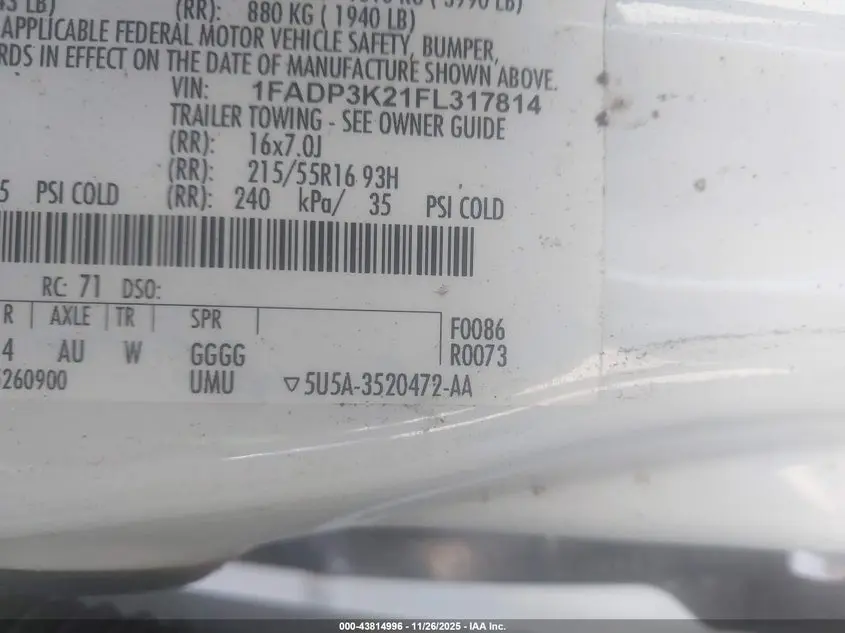 (RR): 880 KG ( 1940 LB)
APPLICABLE FEDERAL MOTOR VEHICLE SAFETY, BUMPER,
RDS IN EFFECT ON THE DATE OF MANUFACTURE SHOWN ABOVE.
VIN: 1FADP3K21FL317814
TRAILER TOWING - SEE OWNER GUIDE
(RR): 16x7.0J
(RR): 215/55R16 93H
5 PSI COLD (RR): 240 kPa/ 35 PSI COLD
RC: 71 DSO:
R AXLE TR SPR F0086
4 AU W GGGG R0073
260900 UMU ▽5U5A-3520472-AA
000-43814996 - 11/26/2025 - IAA Inc.